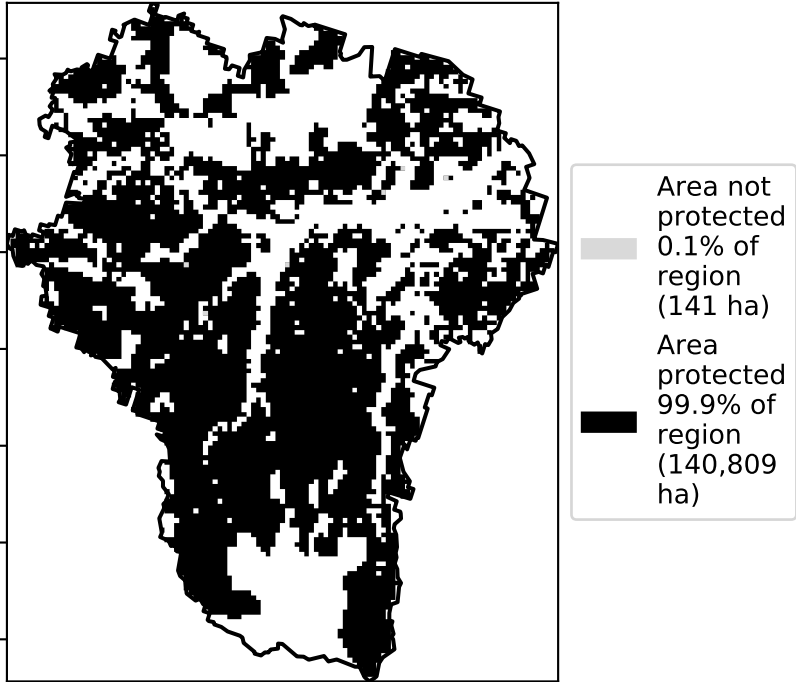 Area not
protected
0.1% of
region
(141 ha)
Area
protected
99.9% of
region
(140,809
ha)